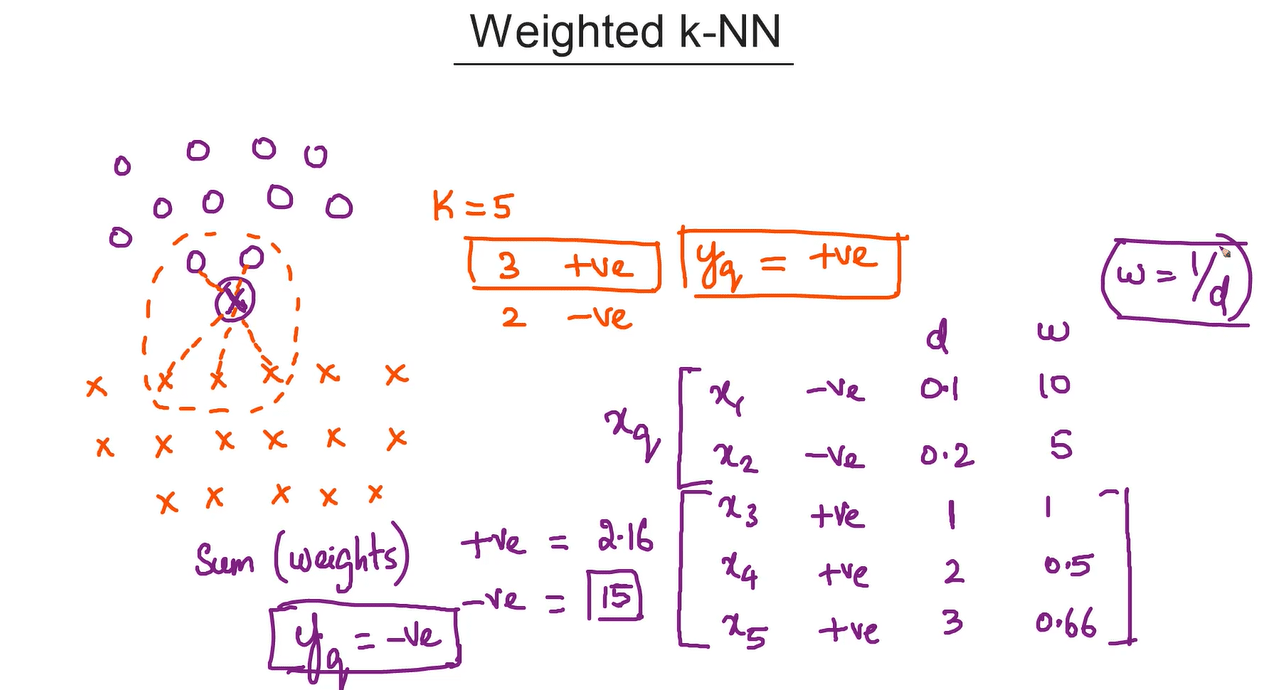 Weighted k-NN
K = 5
3 +ve
2 -ve
yq = +ve
w = 1/d
d w
xq
x1 -ve 0.1 10
x2 -ve 0.2 5
x3 +ve 1 1
x4 +ve 2 0.5
x5 +ve 3 0.66
Sum (weights)
+ve = 2.16
-ve = 15
yq = -ve